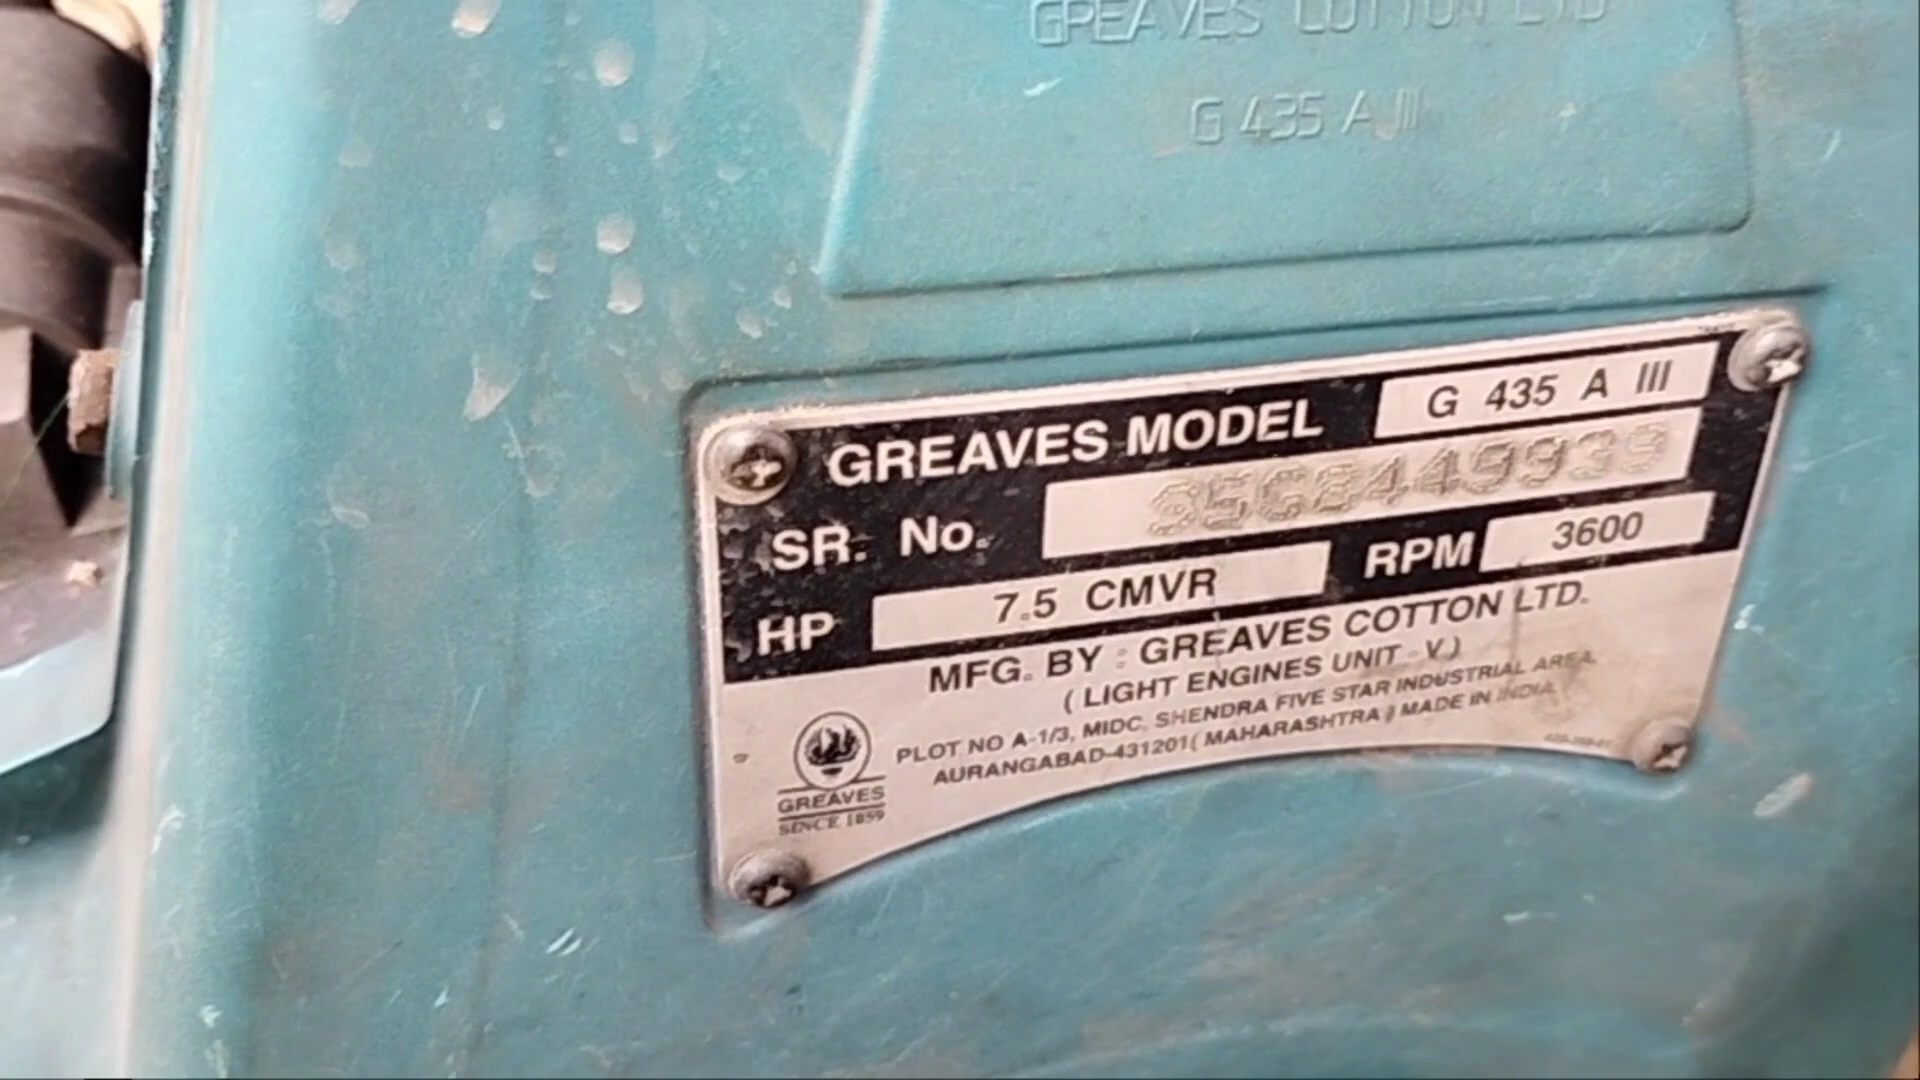 GREAVES COTTON LTD
G 435 A III
GREAVES MODEL G 435 A III
SR. No.
HP 7.5 CMVR RPM 3600
MFG. BY : GREAVES COTTON LTD.
( LIGHT ENGINES UNIT - V )
PLOT NO A-1/3, MIDC, SHENDRA FIVE STAR INDUSTRIAL AREA,
AURANGABAD-431201( MAHARASHTRA ) MADE IN INDIA
GREAVES
SINCE 1859